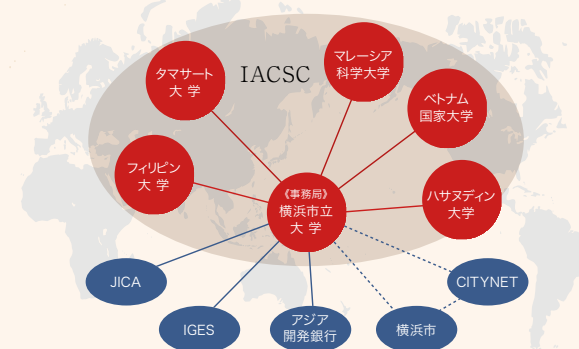 IACSC
タマサート
大 学
マレーシア
科学大学
ベトナム
国家大学
フィリピン
大 学
《事務局》
横浜市立
大 学
ハサヌディン
大学
JICA
CITYNET
IGES
アジア
開発銀行
横浜市